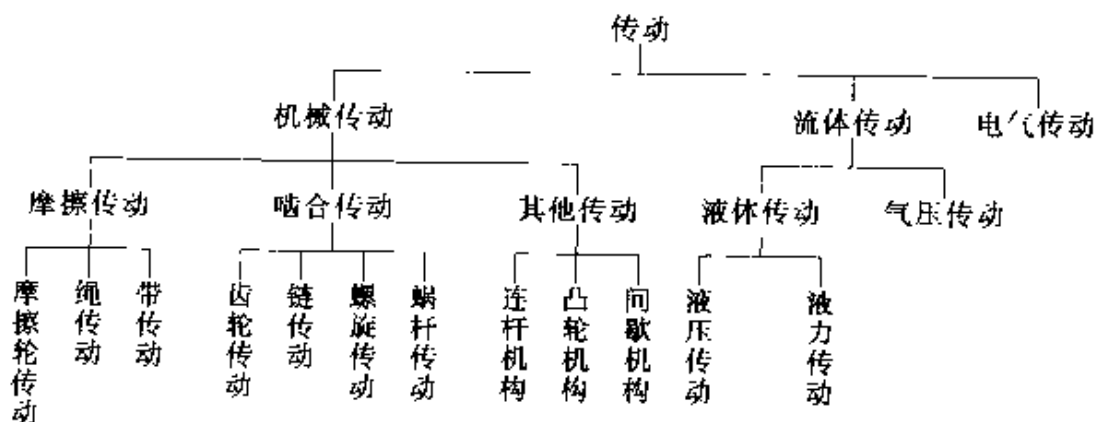 传动
机械传动
流体传动
电气传动
摩擦传动
啮合传动
其他传动
液体传动
气压传动
摩擦轮传动
绳传动
带传动
齿轮传动
链传动
螺旋传动
蜗杆传动
连杆机构
凸轮机构
间歇机构
液压传动
液力传动